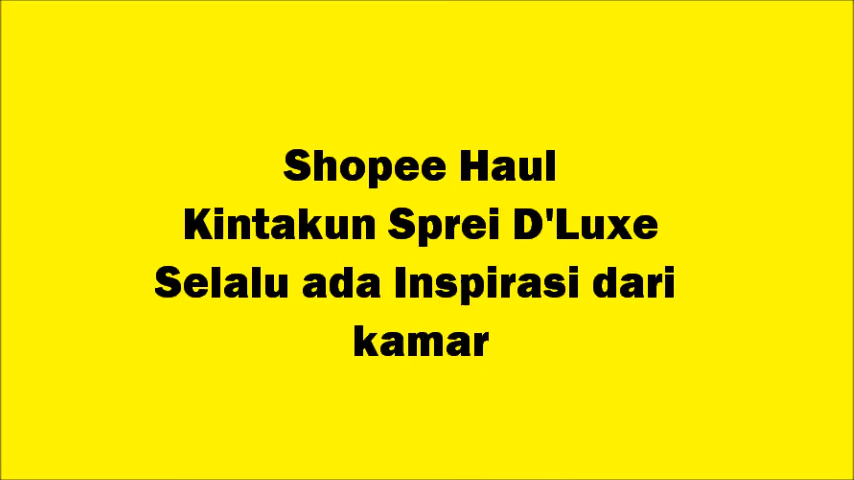 Shopee Haul
Kintakun Sprei D'Luxe
Selalu ada Inspirasi dari
kamar